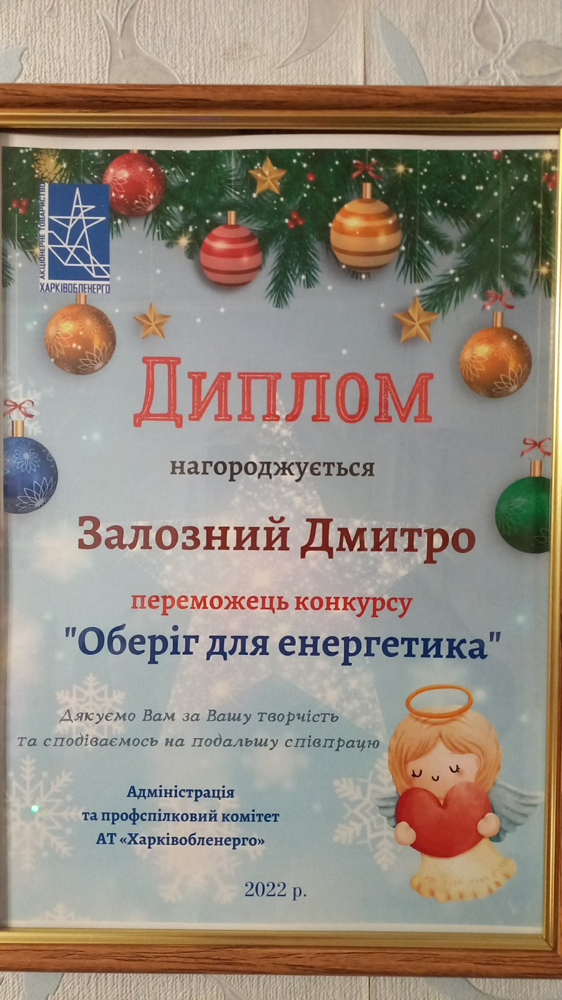 АКЦІОНЕРНЕ ТОВАРИСТВО
ХАРКІВОБЛЕНЕРГО
Диплом
нагороджується
Залозний Дмитро
переможець конкурсу
"Оберіг для енергетика"
Дякуємо Вам за Вашу творчість
та сподіваємось на подальшу співпрацю
Адміністрація
та профспілковий комітет
АТ «Харківобленерго»
2022 р.